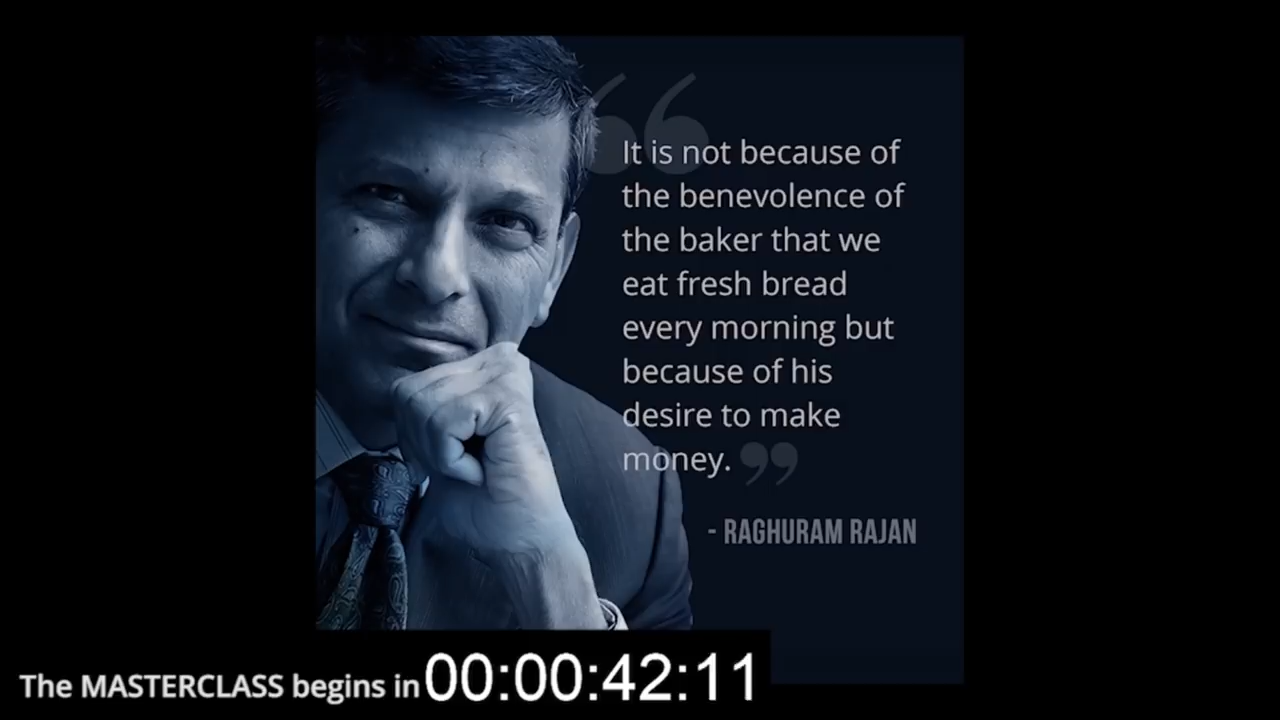 It is not because of
the benevolence of
the baker that we
eat fresh bread
every morning but
because of his
desire to make
money.
- RAGHURAM RAJAN
The MASTERCLASS begins in 00:00:42:11